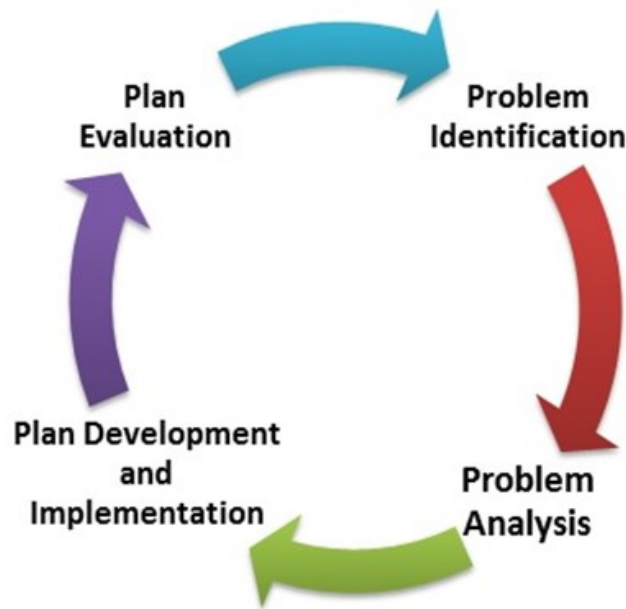 Plan
Evaluation
Problem
Identification
Problem
Analysis
Plan Development
and
Implementation